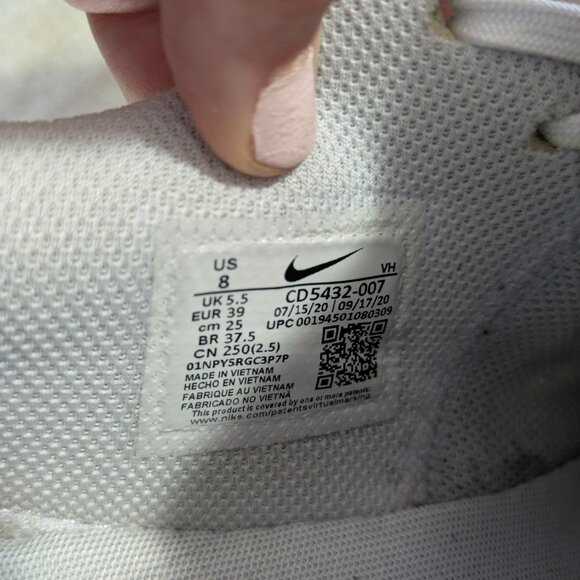 US
8
VH
UK 5.5
CD5432-007
EUR 39
07/15/20 | 09/17/20
cm 25
UPC 00194501080309
BR 37.5
CN 250(2.5)
01NPY5RGC3P7P
MADE IN VIETNAM
HECHO EN VIETNAM
FABRIQUE AU VIETNAM
FABRICADO NO VIETNÃ
This product is covered by one or more patents:
www.nike.com/patentsvirtualmarking